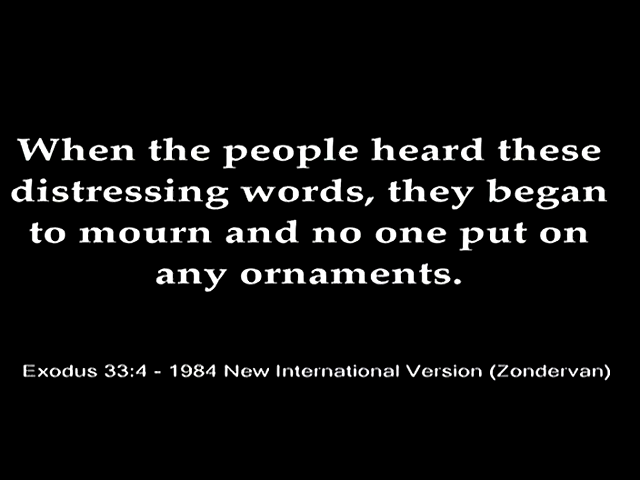 When the people heard these
distressing words, they began
to mourn and no one put on
any ornaments.
Exodus 33:4 - 1984 New International Version (Zondervan)